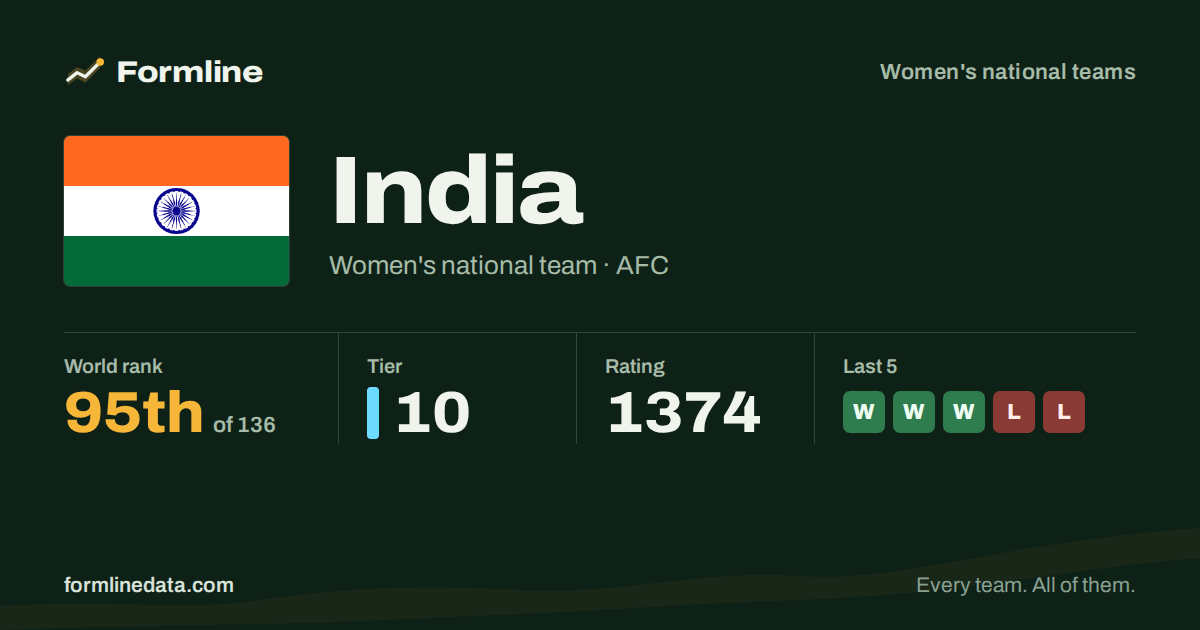 Formline
Women's national teams
India
Women's national team · AFC
World rank
95th of 136
Tier
10
Rating
1374
Last 5
W W W L L
formlinedata.com
Every team. All of them.